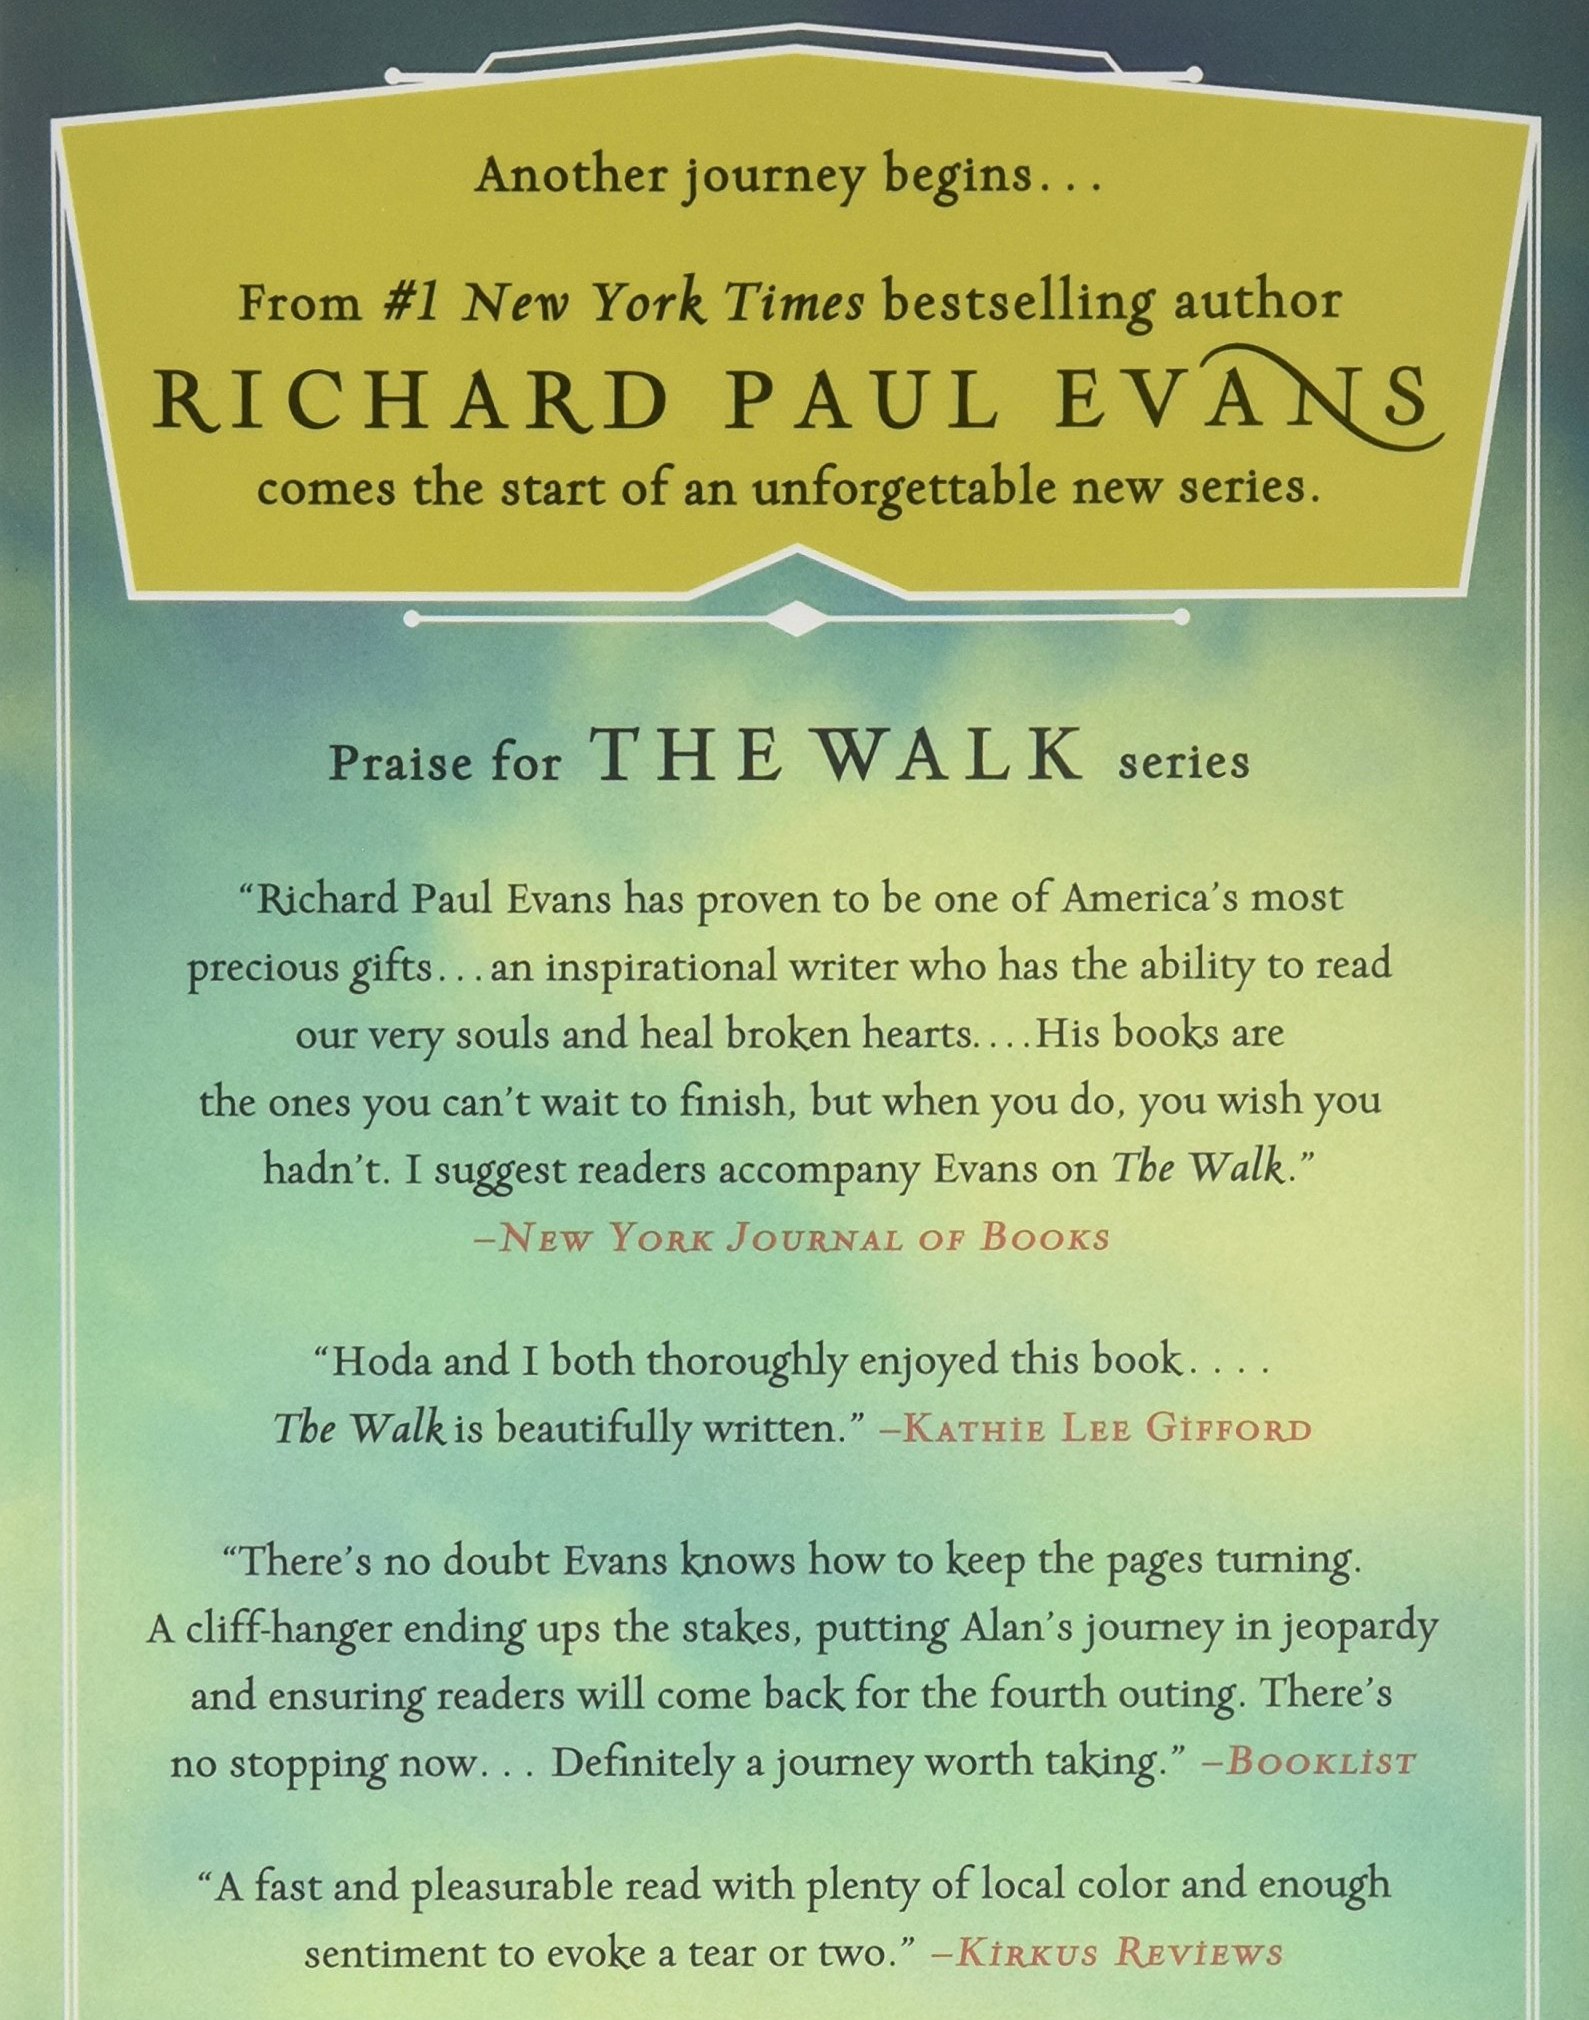 Another journey begins...
From #1 New York Times bestselling author
RICHARD PAUL EVANS
comes the start of an unforgettable new series.
Praise for THE WALK series
“Richard Paul Evans has proven to be one of America’s most
precious gifts...an inspirational writer who has the ability to read
our very souls and heal broken hearts....His books are
the ones you can’t wait to finish, but when you do, you wish you
hadn’t. I suggest readers accompany Evans on The Walk.”
–NEW YORK JOURNAL OF BOOKS
“Hoda and I both thoroughly enjoyed this book. . . .
The Walk is beautifully written.” –KATHIE LEE GIFFORD
“There’s no doubt Evans knows how to keep the pages turning.
A cliff-hanger ending ups the stakes, putting Alan’s journey in jeopardy
and ensuring readers will come back for the fourth outing. There’s
no stopping now. . . Definitely a journey worth taking.” –BOOKLIST
“A fast and pleasurable read with plenty of local color and enough
sentiment to evoke a tear or two.” –KIRKUS REVIEWS